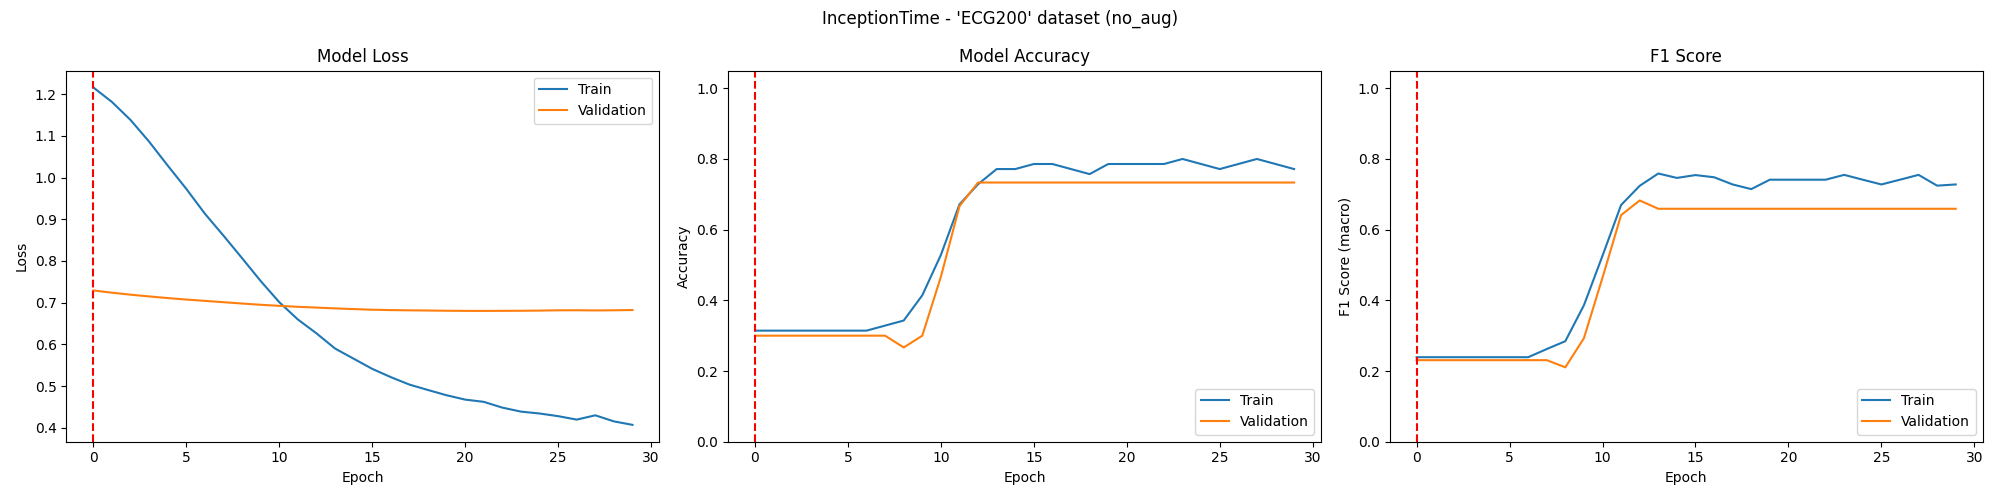 InceptionTime - 'ECG200' dataset (no_aug)
Model Loss
1.2
1.1
1.0
0.9
0.8
0.7
0.6
0.5
0.4
Loss
0 5 10 15 20 25 30
Epoch
Train
Validation
Model Accuracy
1.0
0.8
0.6
0.4
0.2
0.0
Accuracy
0 5 10 15 20 25 30
Epoch
Train
Validation
F1 Score
1.0
0.8
0.6
0.4
0.2
0.0
F1 Score (macro)
0 5 10 15 20 25 30
Epoch
Train
Validation